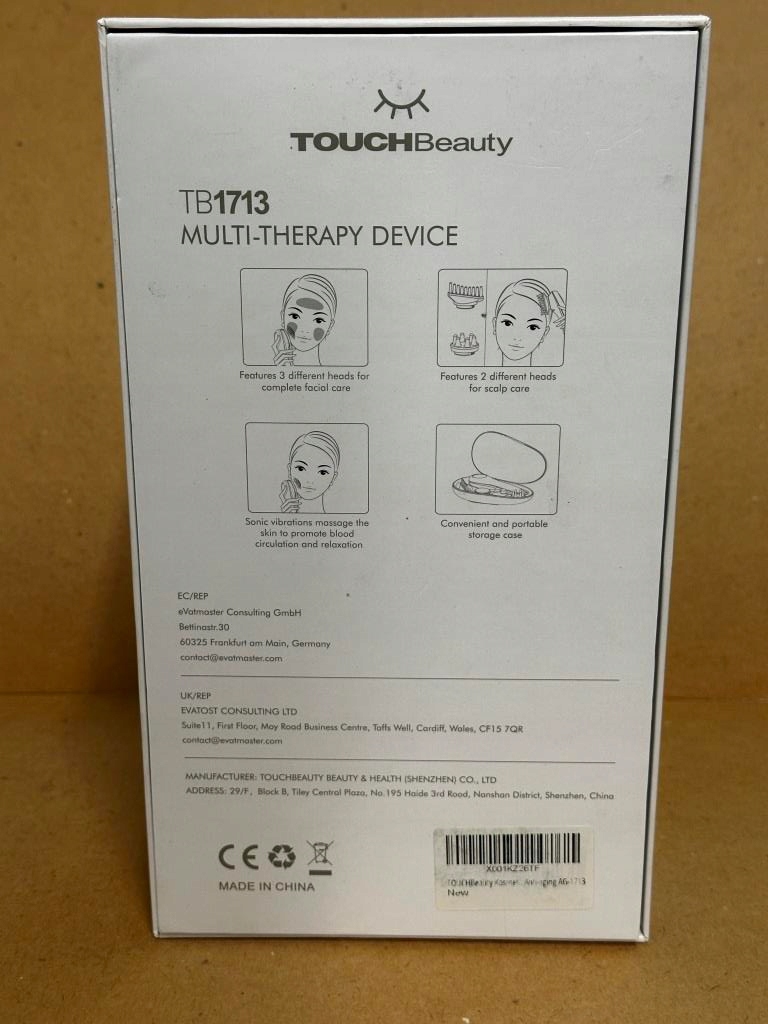 TOUCHBeauty
TB1713
MULTI-THERAPY DEVICE
Features 3 different heads for
complete facial care
Features 2 different heads
for scalp care
Sonic vibrations massage the
skin to promote blood
circulation and relaxation
Convenient and portable
storage case
EC/REP
eVatmaster Consulting GmbH
Bettinastr.30
60325 Frankfurt am Main, Germany
contact@evatmaster.com
UK/REP
EVATOST CONSULTING LTD
Suite11, First Floor, Moy Road Business Centre, Taffs Well, Cardiff, Wales, CF15 7QR
contact@evatmaster.com
MANUFACTURER: TOUCHBEAUTY BEAUTY & HEALTH (SHENZHEN) CO., LTD
ADDRESS: 29/F, Block B, Tiley Central Plaza, No.195 Haide 3rd Road, Nanshan District, Shenzhen, China
CE
MADE IN CHINA
X001KZ26TF
TOUCHBeauty AG-1713
New